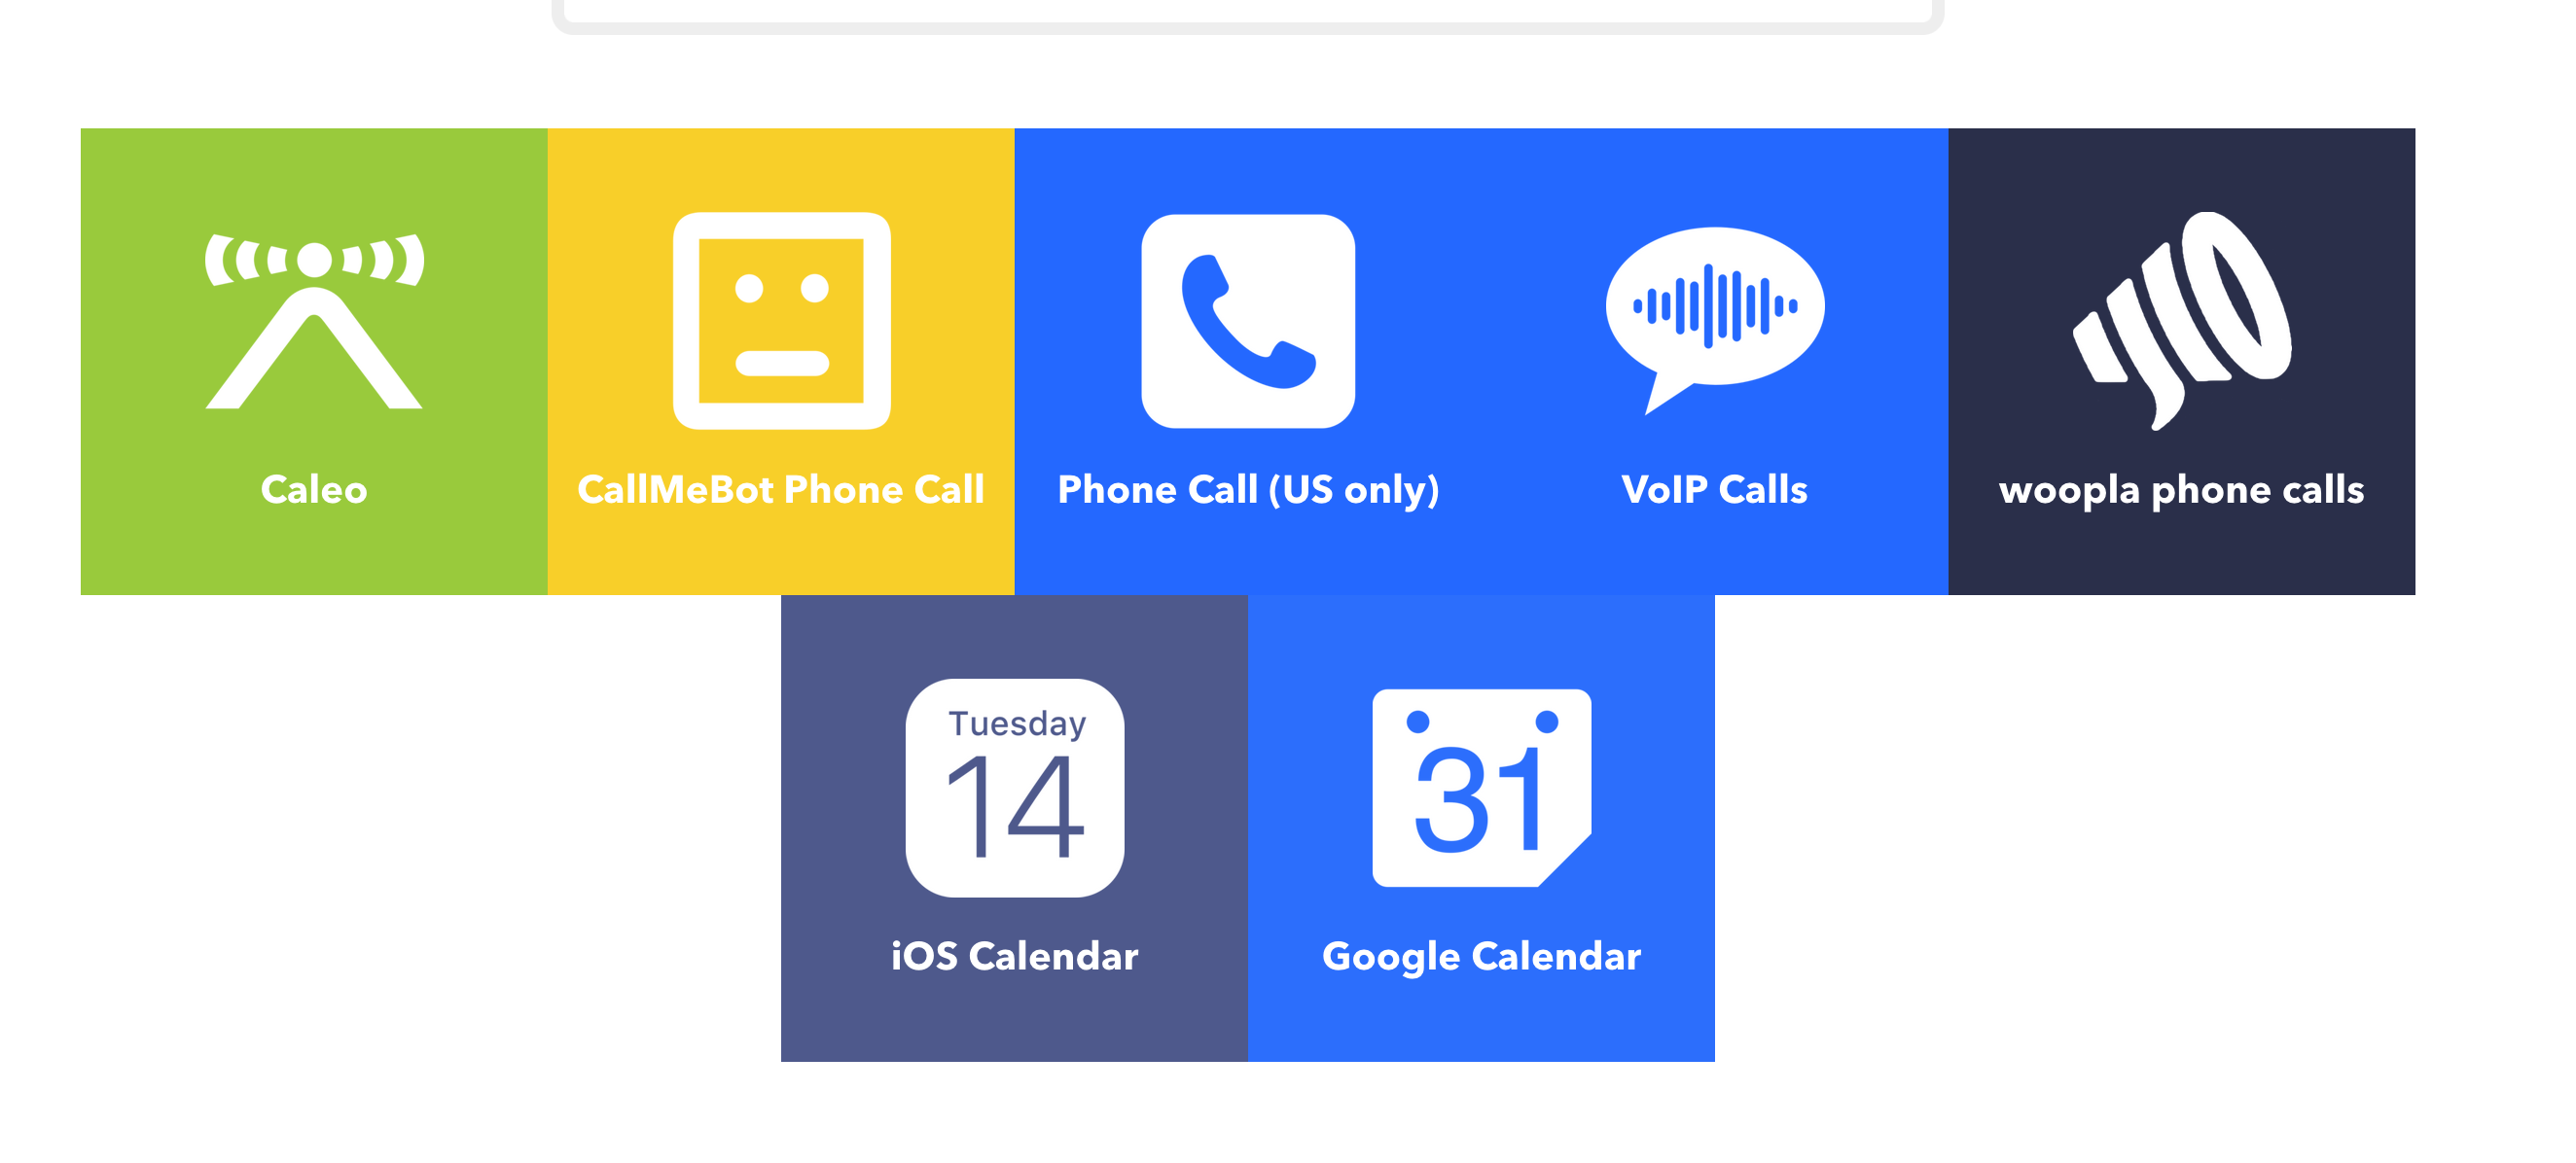 Caleo
CallMeBot Phone Call
Phone Call (US only)
VoIP Calls
woopla phone calls
Tuesday
14
31
iOS Calendar
Google Calendar